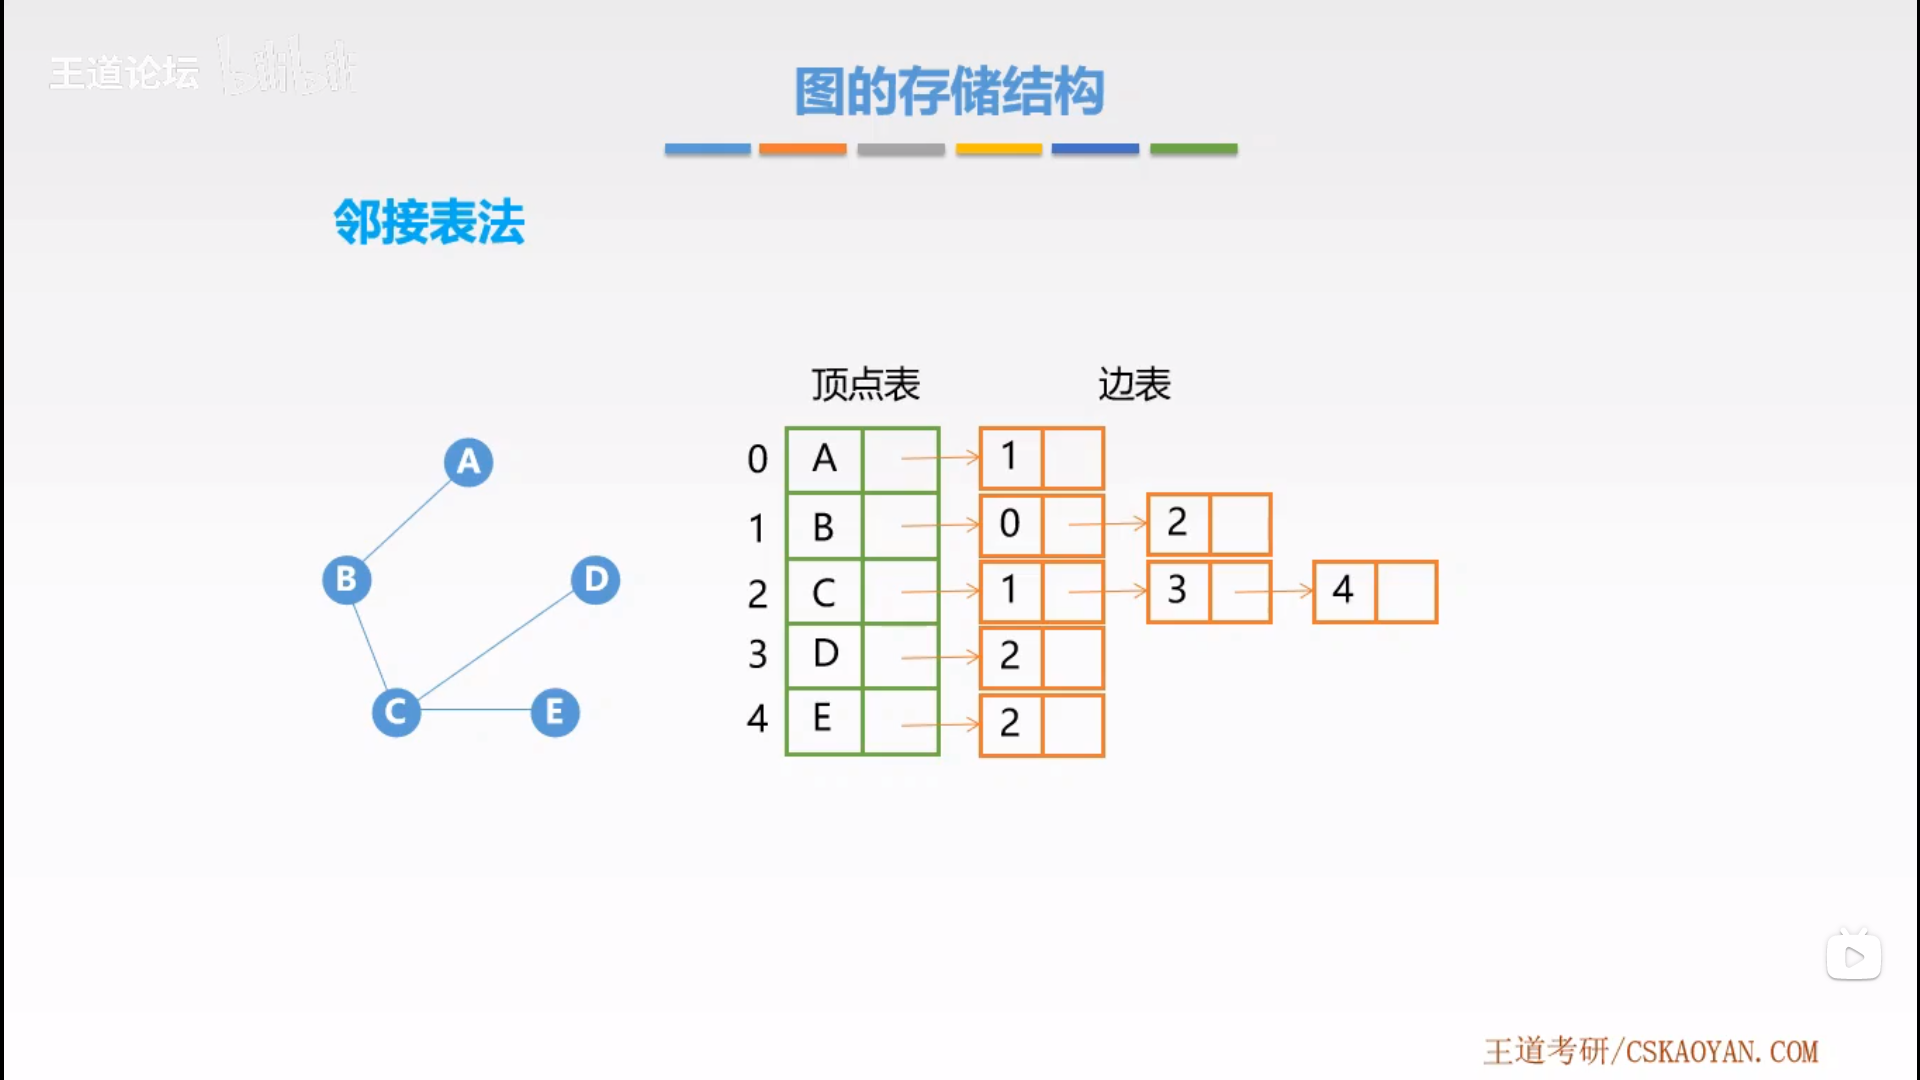 王道论坛 bilibili
图的存储结构
邻接表法
顶点表 边表
A
B
D
C
E
0 A 1
1 B 0 2
2 C 1 3 4
3 D 2
4 E 2
王道考研/CSKAOYAN.COM